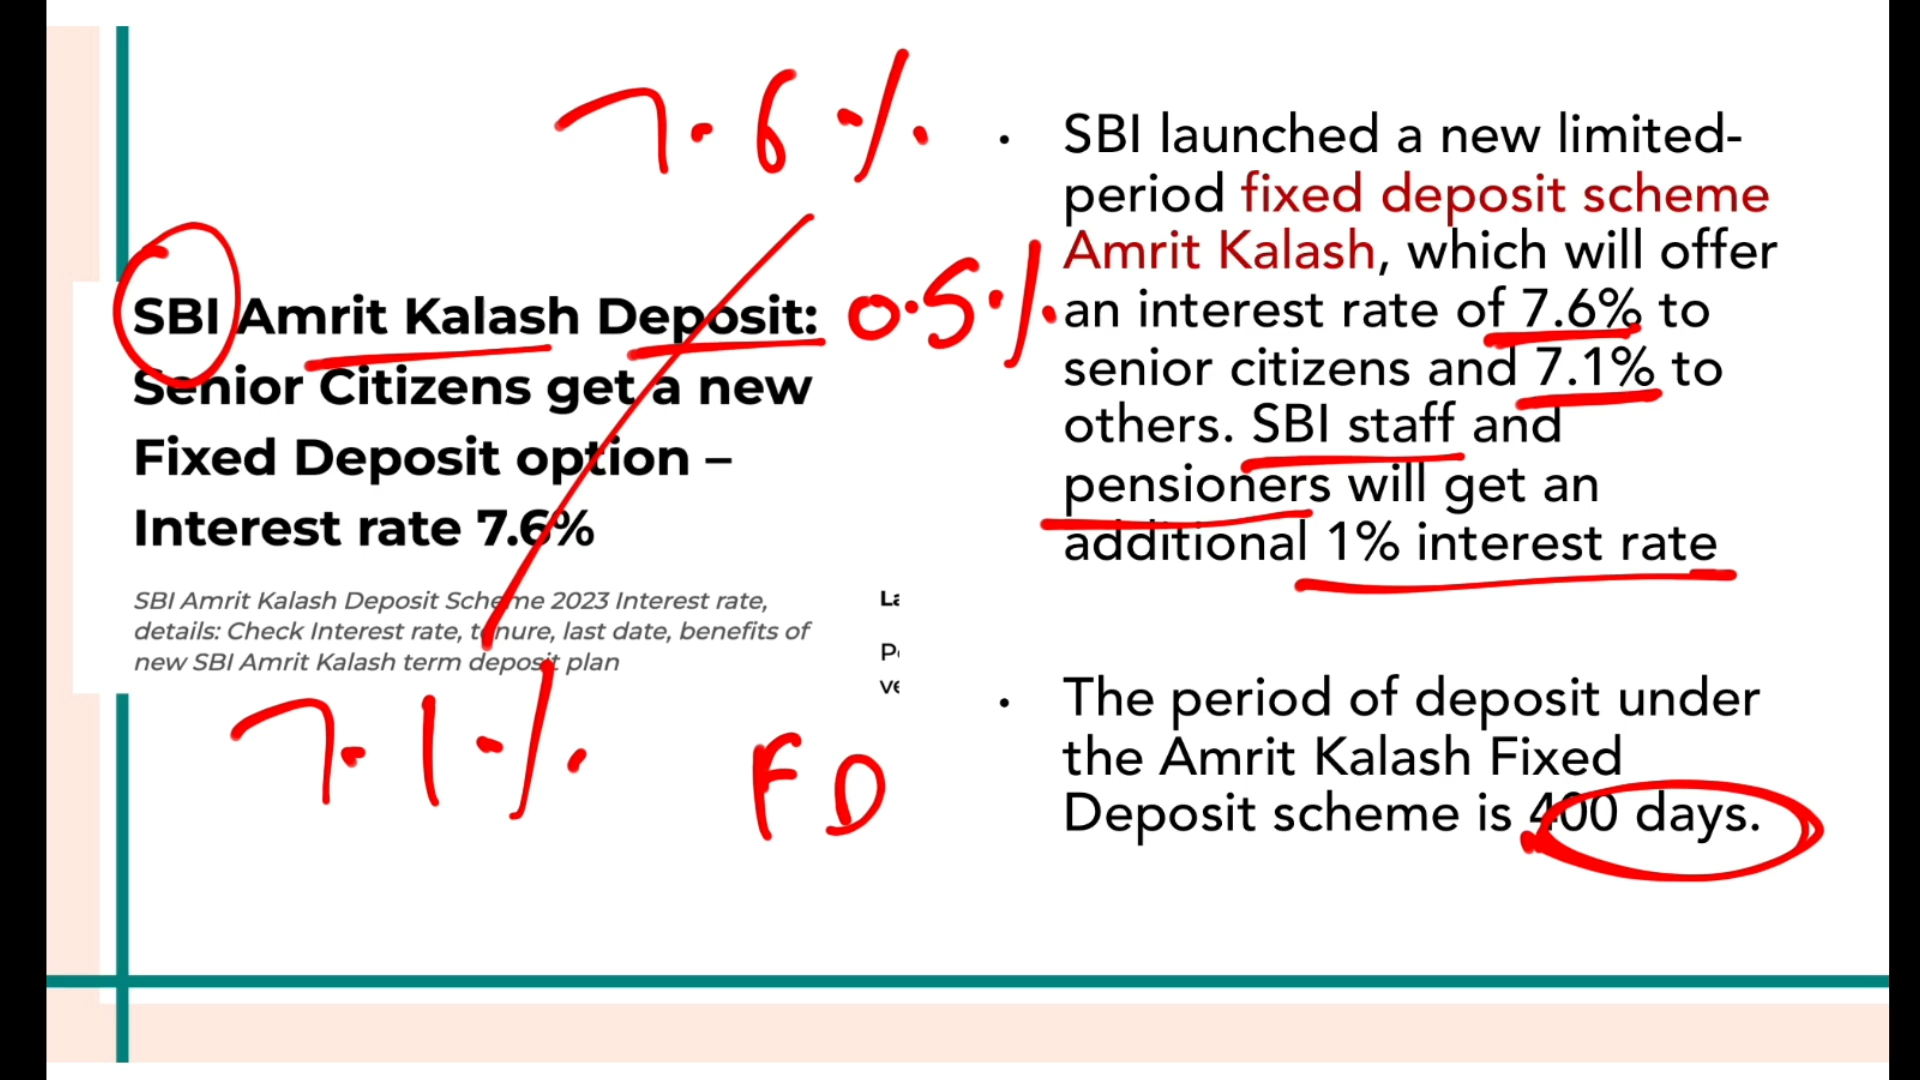 7.6%
SBI Amrit Kalash Deposit:
Senior Citizens get a new
Fixed Deposit option –
Interest rate 7.6%
0.5%
SBI Amrit Kalash Deposit Scheme 2023 Interest rate,
details: Check Interest rate, tenure, last date, benefits of
new SBI Amrit Kalash term deposit plan
7.1%
FD
• SBI launched a new limited-
period fixed deposit scheme
Amrit Kalash, which will offer
an interest rate of 7.6% to
senior citizens and 7.1% to
others. SBI staff and
pensioners will get an
additional 1% interest rate
• The period of deposit under
the Amrit Kalash Fixed
Deposit scheme is 400 days.